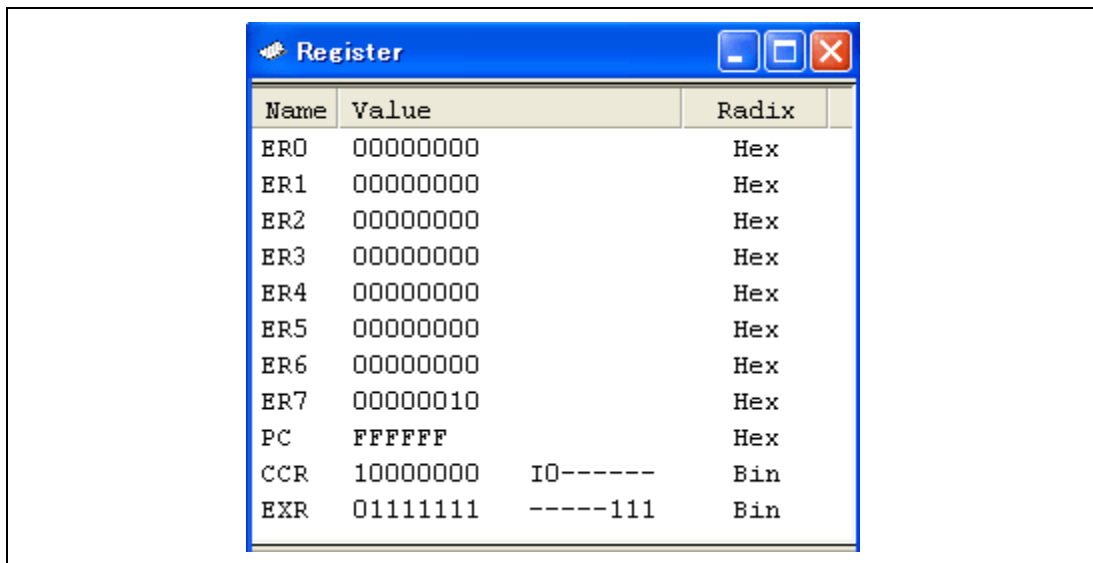 Register
Name Value Radix
ER0 00000000 Hex
ER1 00000000 Hex
ER2 00000000 Hex
ER3 00000000 Hex
ER4 00000000 Hex
ER5 00000000 Hex
ER6 00000000 Hex
ER7 00000010 Hex
PC FFFFFF Hex
CCR 10000000 I0------ Bin
EXR 01111111 -----111 Bin